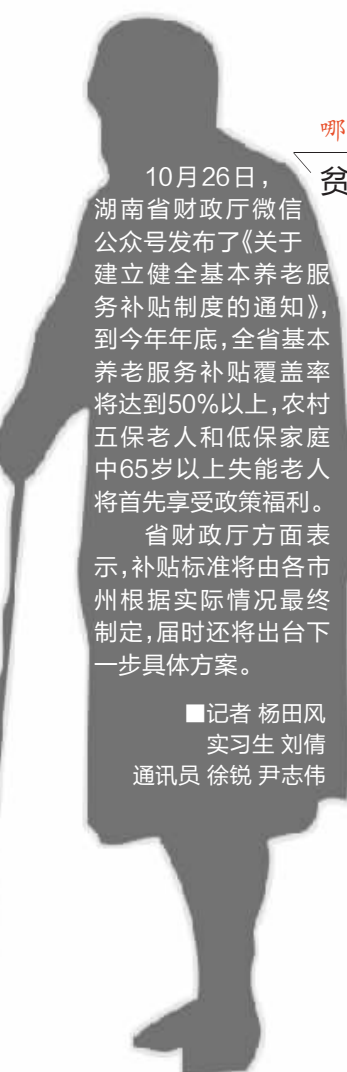 哪
贫
10月26日，
湖南省财政厅微信
公众号发布了《关于
建立健全基本养老服
务补贴制度的通知》，
到今年年底，全省基本
养老服务补贴覆盖率
将达到50%以上，农村
五保老人和低保家庭
中65岁以上失能老人
将首先享受政策福利。
省财政厅方面表
示，补贴标准将由各市
州根据实际情况最终
制定，届时还将出台下
一步具体方案。
■记者 杨田风
实习生 刘倩
通讯员 徐锐 尹志伟